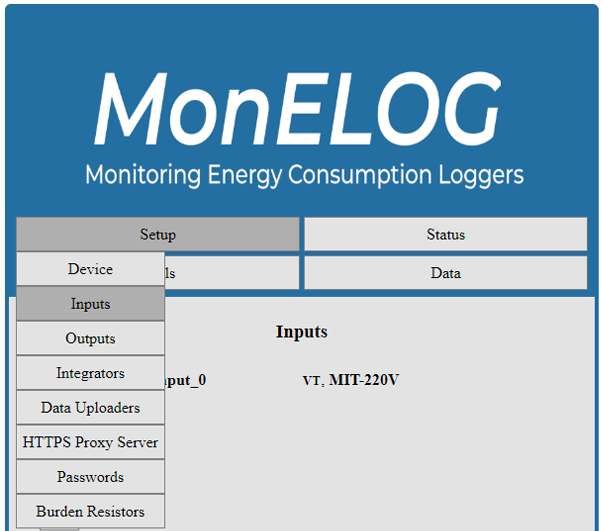 MonELOG
Monitoring Energy Consumption Loggers
Setup
Status
Device
ls
Data
Inputs
Inputs
Outputs
Integrators
put_0
VT, MIT-220V
Data Uploaders
HTTPS Proxy Server
Passwords
Burden Resistors